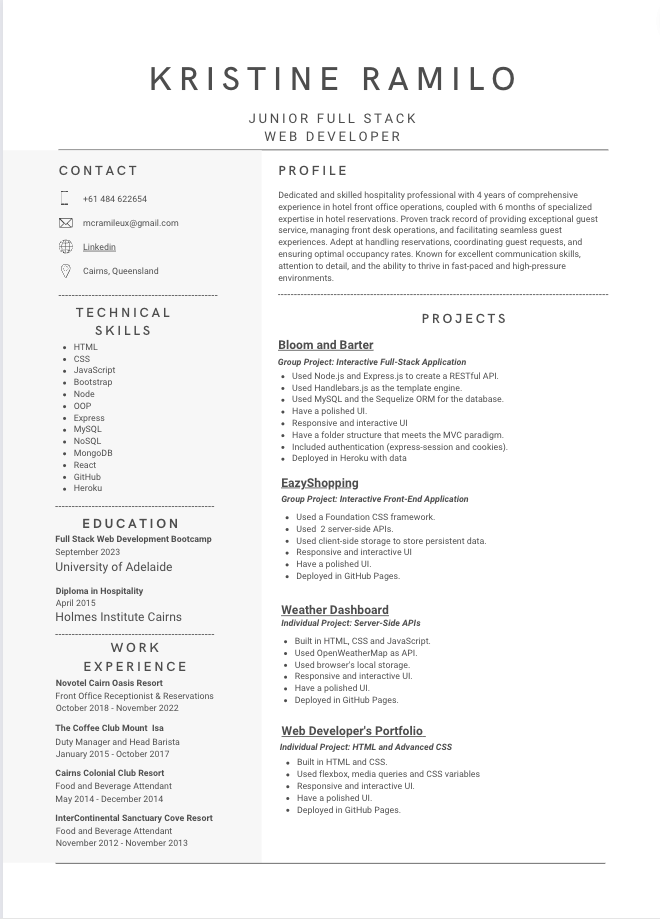 KRISTINE RAMILO
JUNIOR FULL STACK
WEB DEVELOPER
CONTACT
+61 484 622654
mcramileux@gmail.com
Linkedin
Cairns, Queensland
TECHNICAL
SKILLS
HTML
CSS
JavaScript
Bootstrap
Node
OOP
Express
MySQL
NoSQL
MongoDB
React
GitHub
Heroku
EDUCATION
Full Stack Web Development Bootcamp
September 2023
University of Adelaide
Diploma in Hospitality
April 2015
Holmes Institute Cairns
WORK
EXPERIENCE
Novotel Cairn Oasis Resort
Front Office Receptionist & Reservations
October 2018 - November 2022
The Coffee Club Mount  Isa
Duty Manager and Head Barista
January 2015 - October 2017
Cairns Colonial Club Resort
Food and Beverage Attendant
May 2014 - December 2014
InterContinental Sanctuary Cove Resort
Food and Beverage Attendant
November 2012 - November 2013
PROFILE
Dedicated and skilled hospitality professional with 4 years of comprehensive
experience in hotel front office operations, coupled with 6 months of specialized
expertise in hotel reservations. Proven track record of providing exceptional guest
service, managing front desk operations, and facilitating seamless guest
experiences. Adept at handling reservations, coordinating guest requests, and
ensuring optimal occupancy rates. Known for excellent communication skills,
attention to detail, and the ability to thrive in fast-paced and high-pressure
environments.
PROJECTS
Bloom and Barter
Group Project: Interactive Full-Stack Application
Used Node.js and Express.js to create a RESTful API.
Used Handlebars.js as the template engine.
Used MySQL and the Sequelize ORM for the database.
Have a polished UI.
Responsive and interactive UI
Have a folder structure that meets the MVC paradigm.
Included authentication (express-session and cookies).
Deployed in Heroku with data
EazyShopping
Group Project: Interactive Front-End Application
Used a Foundation CSS framework.
Used  2 server-side APIs.
Used client-side storage to store persistent data.
Responsive and interactive UI
Have a polished UI.
Deployed in GitHub Pages.
Weather Dashboard
Individual Project: Server-Side APIs
Built in HTML, CSS and JavaScript.
Used OpenWeatherMap as API.
Used browser's local storage.
Responsive and interactive UI.
Have a polished UI.
Deployed in GitHub Pages.
Web Developer's Portfolio
Individual Project: HTML and Advanced CSS
Built in HTML and CSS.
Used flexbox, media queries and CSS variables
Responsive and interactive UI.
Have a polished UI.
Deployed in GitHub Pages.